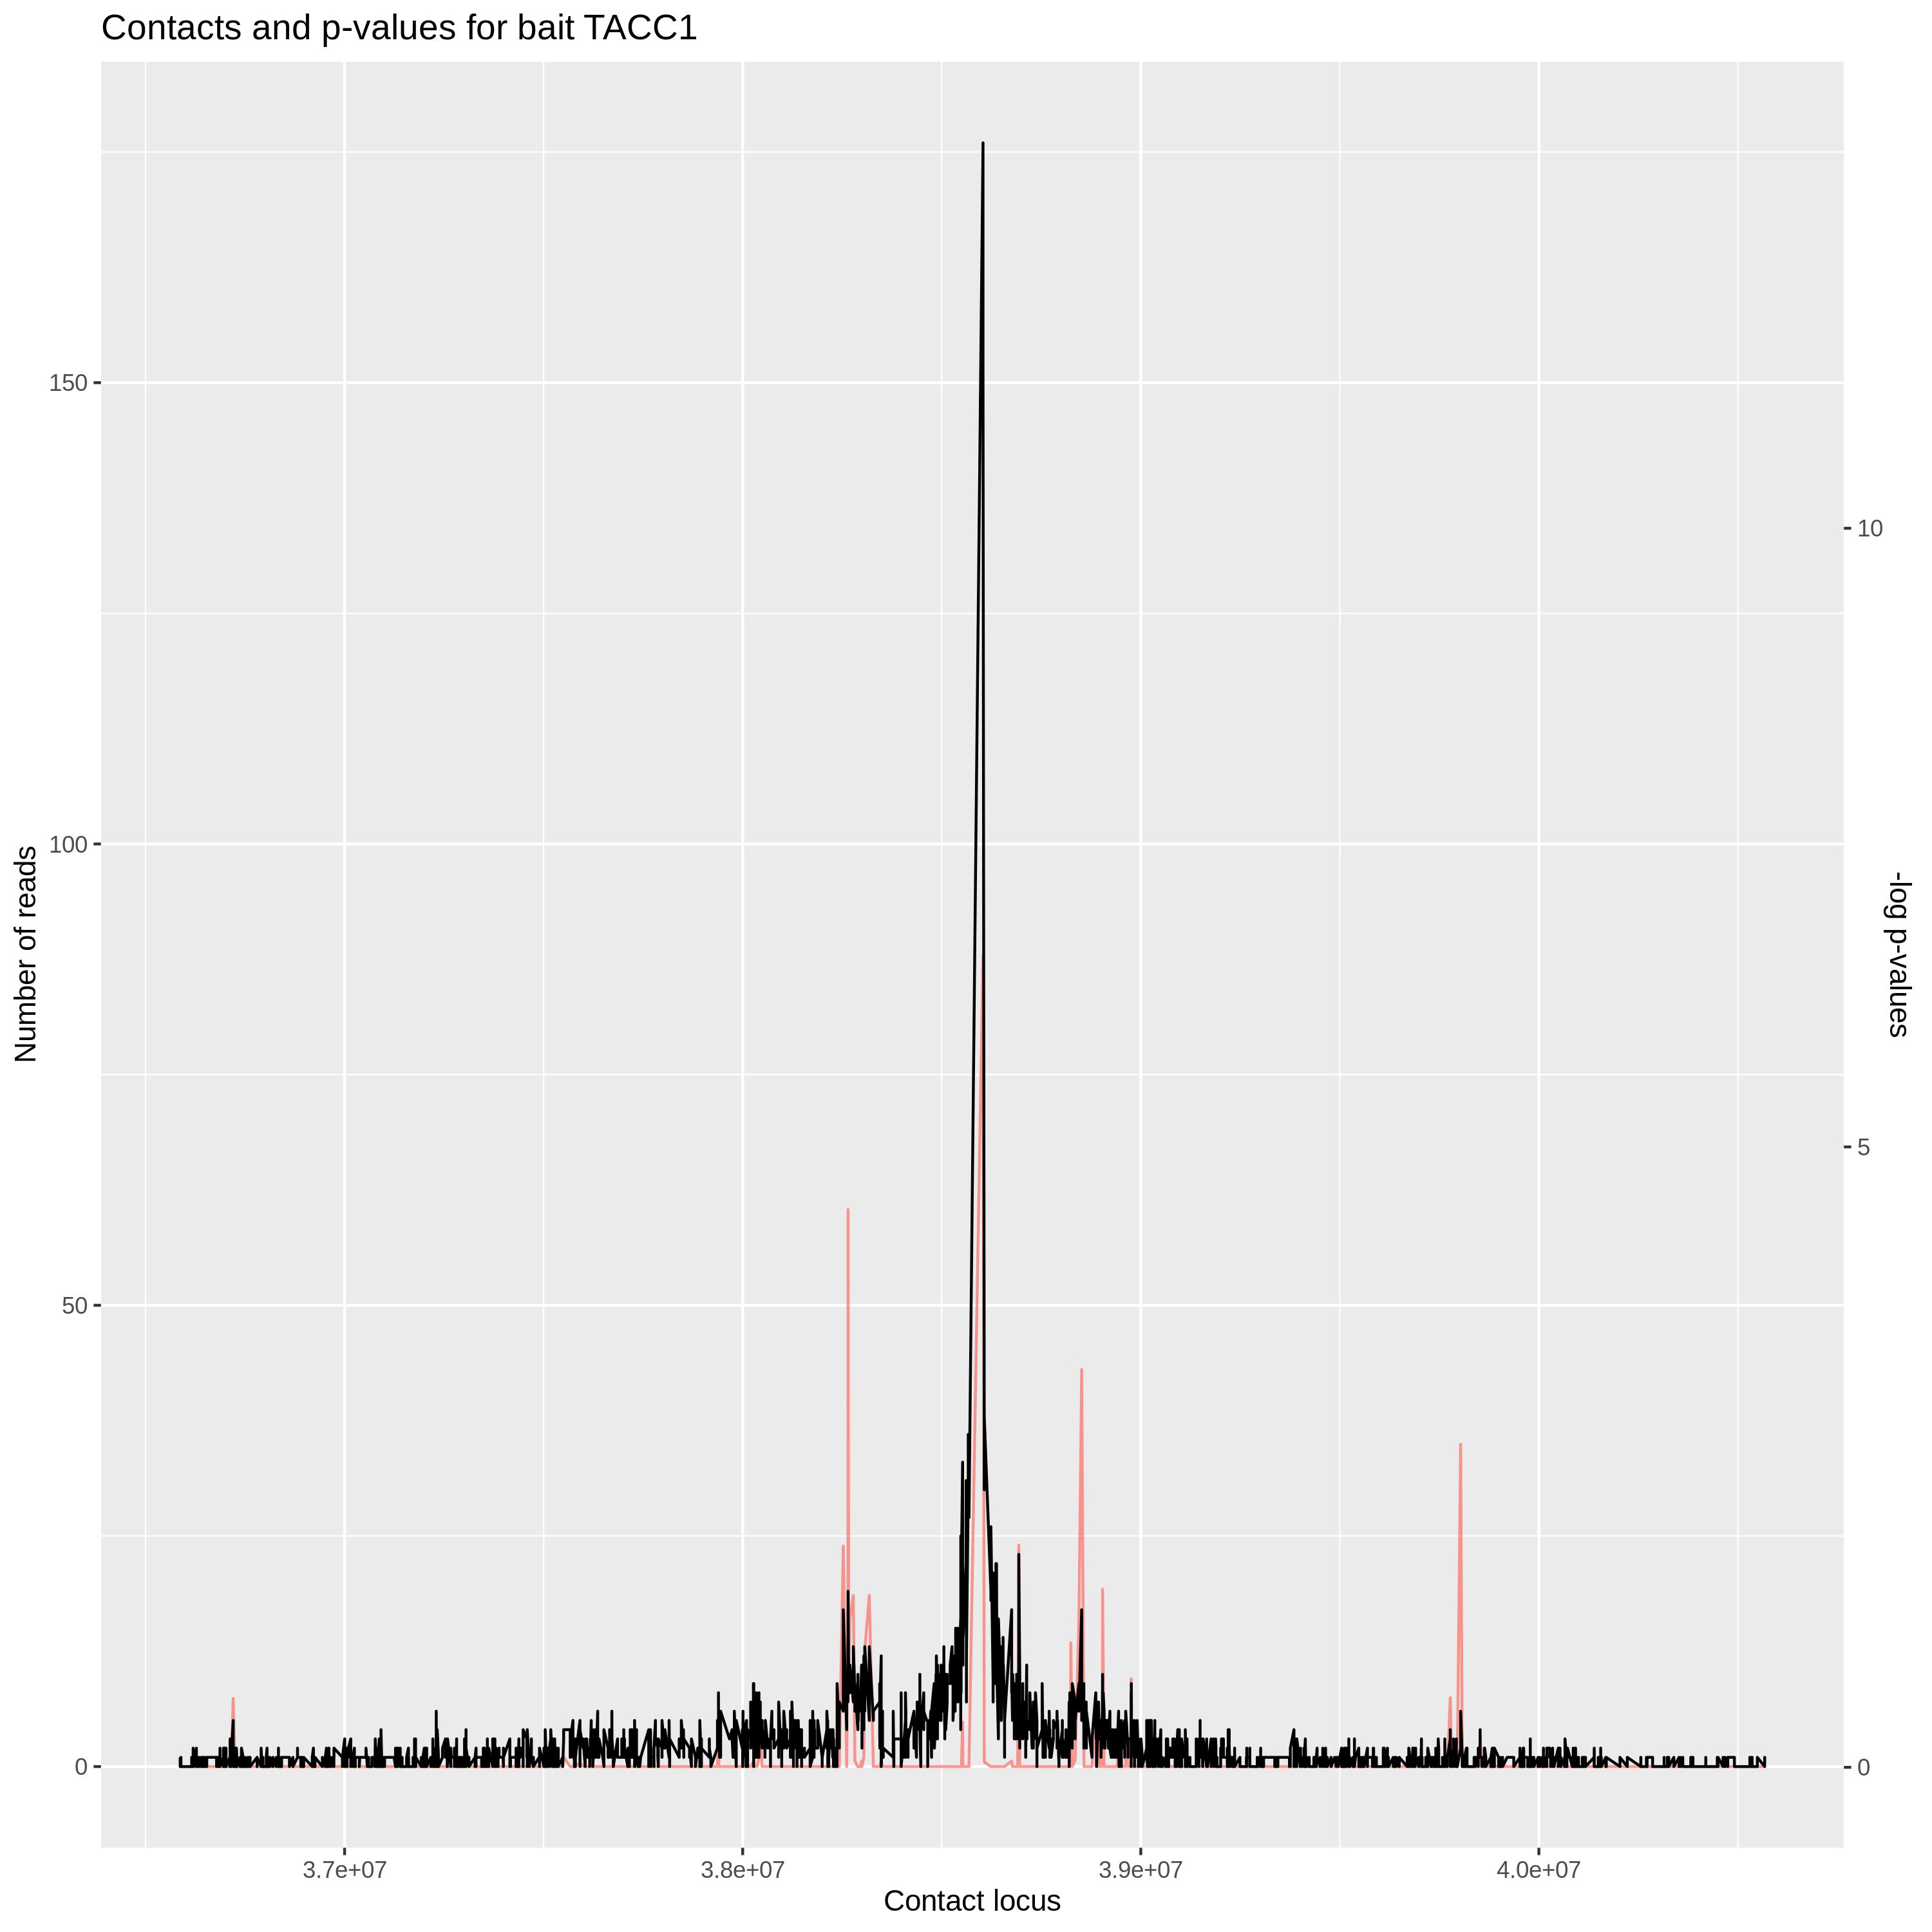 Contacts and p-values for bait TACC1
150
100
50
0
Number of reads
10
5
0
-log p-values
3.7e+07
3.8e+07
3.9e+07
4.0e+07
Contact locus